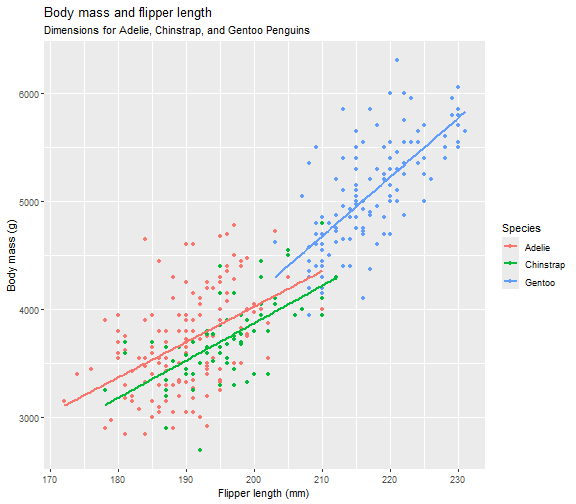 Body mass and flipper length
Dimensions for Adelie, Chinstrap, and Gentoo Penguins
Body mass (g)
6000
5000
4000
3000
170 180 190 200 210 220 230
Flipper length (mm)
Species
Adelie
Chinstrap
Gentoo